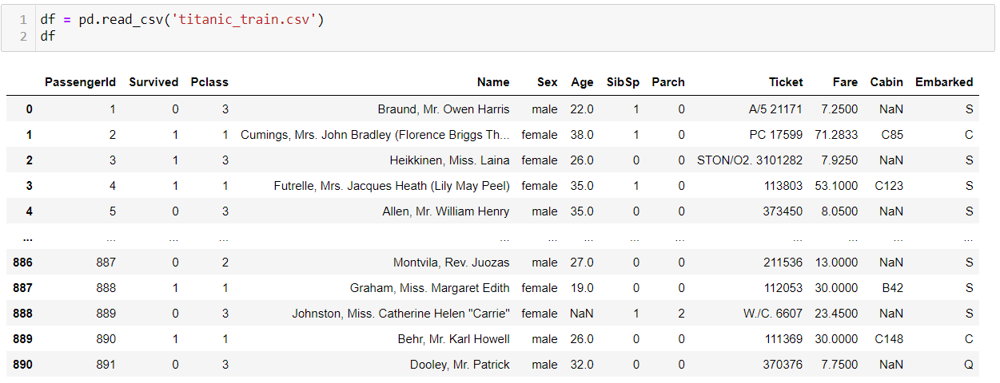 1 df = pd.read_csv('titanic_train.csv')
2 df
PassengerId Survived Pclass Name Sex Age SibSp Parch Ticket Fare Cabin Embarked
0 1 0 3 Braund, Mr. Owen Harris male 22.0 1 0 A/5 21171 7.2500 NaN S
1 2 1 1 Cumings, Mrs. John Bradley (Florence Briggs Th... female 38.0 1 0 PC 17599 71.2833 C85 C
2 3 1 3 Heikkinen, Miss. Laina female 26.0 0 0 STON/O2. 3101282 7.9250 NaN S
3 4 1 1 Futrelle, Mrs. Jacques Heath (Lily May Peel) female 35.0 1 0 113803 53.1000 C123 S
4 5 0 3 Allen, Mr. William Henry male 35.0 0 0 373450 8.0500 NaN S
... ... ... ... ... ... ... ... ... ... ... ... ...
886 887 0 2 Montvila, Rev. Juozas male 27.0 0 0 211536 13.0000 NaN S
887 888 1 1 Graham, Miss. Margaret Edith female 19.0 0 0 112053 30.0000 B42 S
888 889 0 3 Johnston, Miss. Catherine Helen "Carrie" female NaN 1 2 W./C. 6607 23.4500 NaN S
889 890 1 1 Behr, Mr. Karl Howell male 26.0 0 0 111369 30.0000 C148 C
890 891 0 3 Dooley, Mr. Patrick male 32.0 0 0 370376 7.7500 NaN Q